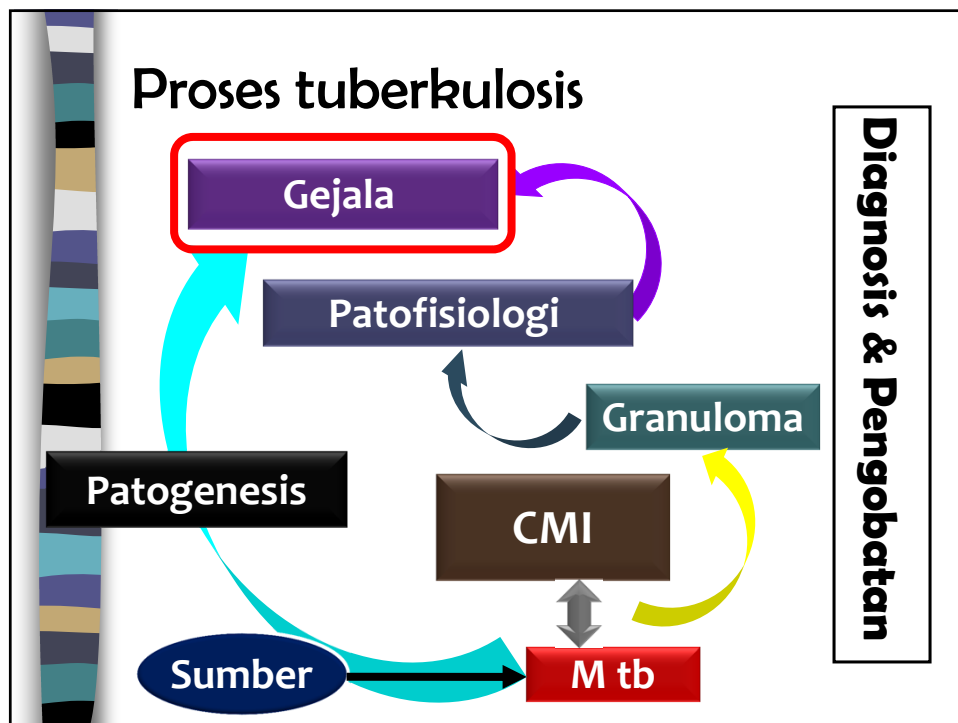 Proses tuberkulosis
Gejala
Patofisiologi
Granuloma
Patogenesis
CMI
Sumber
M tb
Diagnosis & Pengobatan